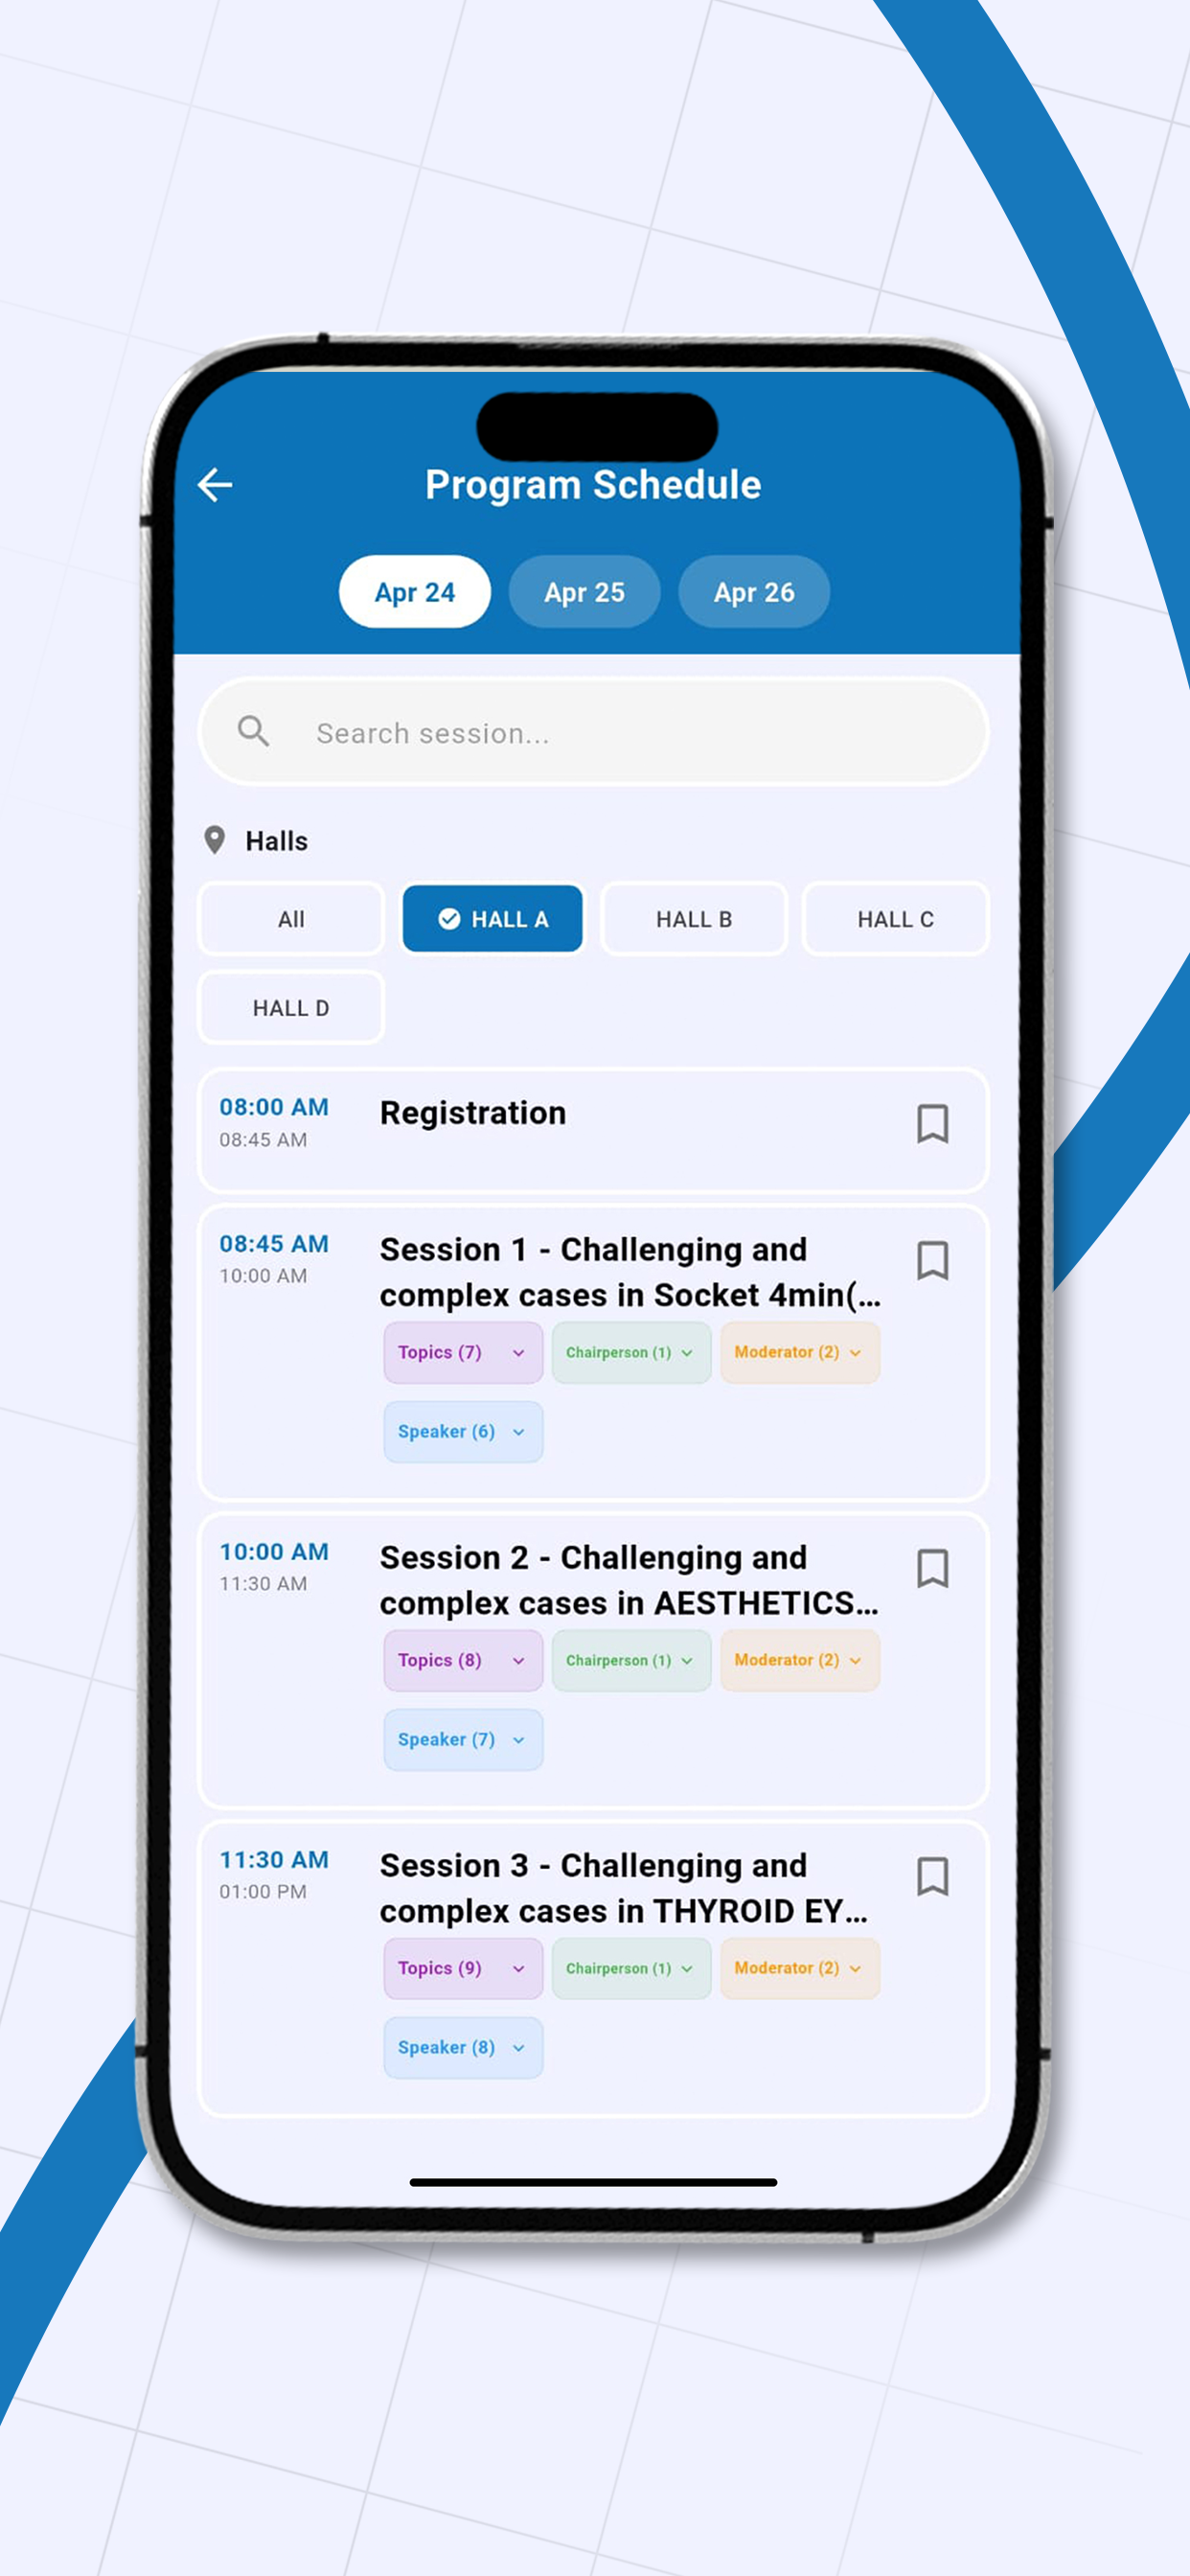 Program Schedule
Apr 24 Apr 25 Apr 26
Search session...
Halls
All HALL A HALL B HALL C
HALL D
08:00 AM Registration
08:45 AM
08:45 AM Session 1 - Challenging and
10:00 AM complex cases in Socket 4min(...
Topics (7) Chairperson (1) Moderator (2)
Speaker (6)
10:00 AM Session 2 - Challenging and
11:30 AM complex cases in AESTHETICS...
Topics (8) Chairperson (1) Moderator (2)
Speaker (7)
11:30 AM Session 3 - Challenging and
01:00 PM complex cases in THYROID EY...
Topics (9) Chairperson (1) Moderator (2)
Speaker (8)